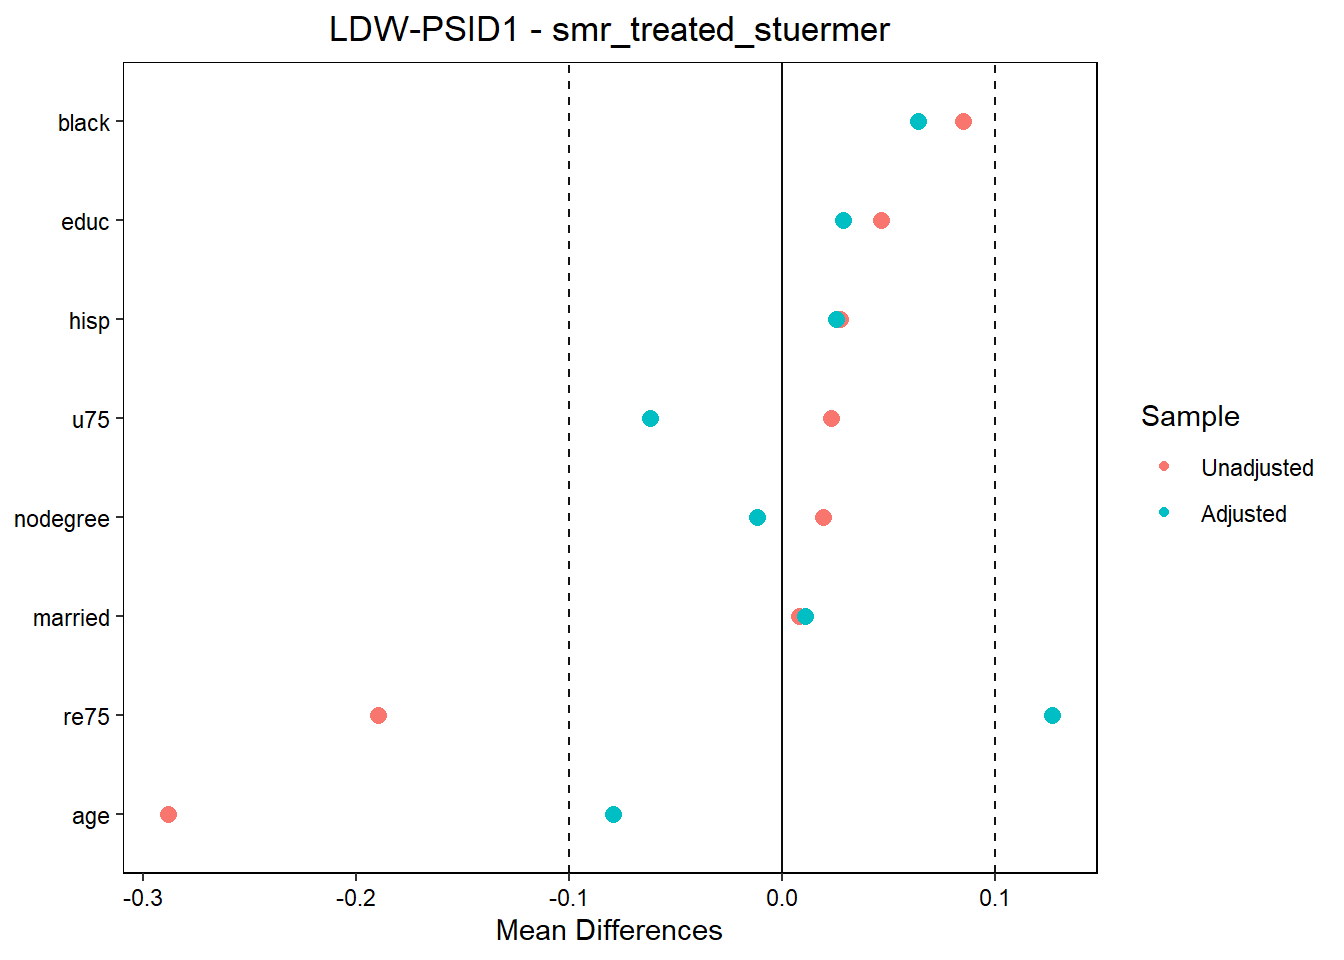 LDW-PSID1 - smr_treated_stuermer
black
educ
hisp
u75
nodegree
married
re75
age
-0.3
-0.2
-0.1
0.0
0.1
Mean Differences
Sample
Unadjusted
Adjusted